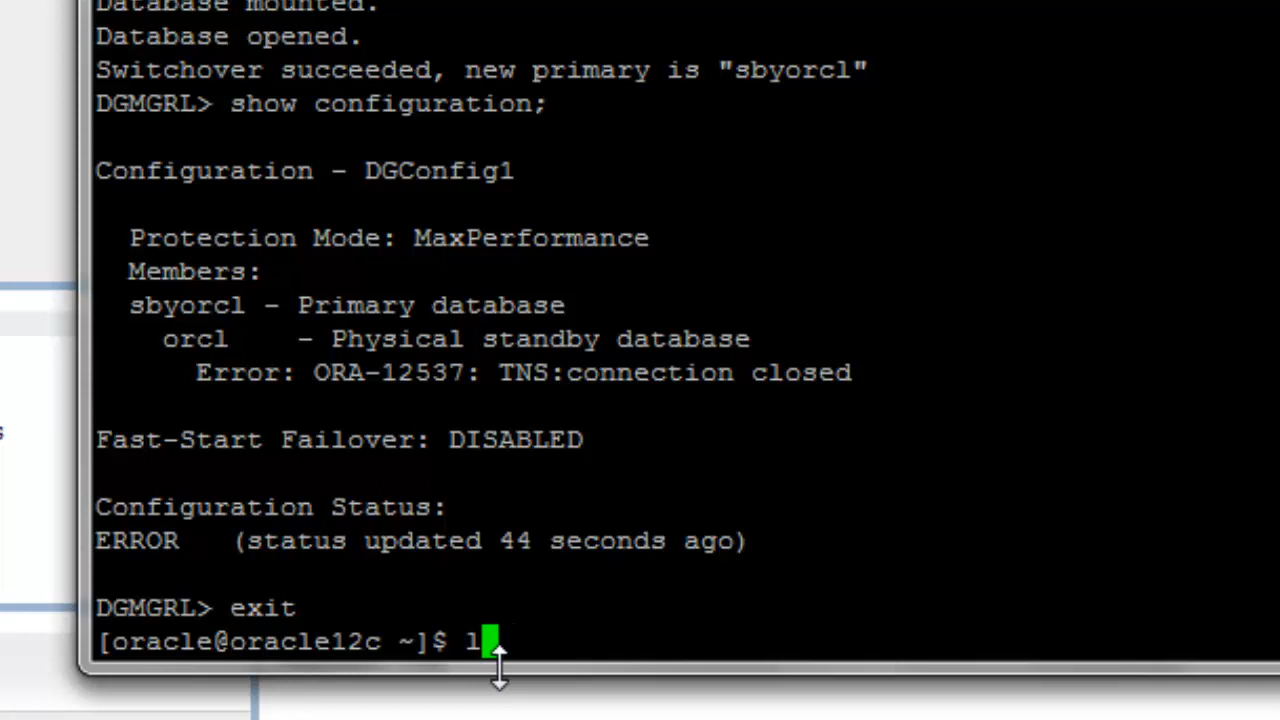 Database mounted.
Database opened.
Switchover succeeded, new primary is "sbyorcl"
DGMGRL> show configuration;
Configuration - DGConfig1
Protection Mode: MaxPerformance
Members:
sbyorcl - Primary database
orcl    - Physical standby database
Error: ORA-12537: TNS:connection closed
Fast-Start Failover: DISABLED
Configuration Status:
ERROR   (status updated 44 seconds ago)
DGMGRL> exit
[oracle@oracle12c ~]$ l